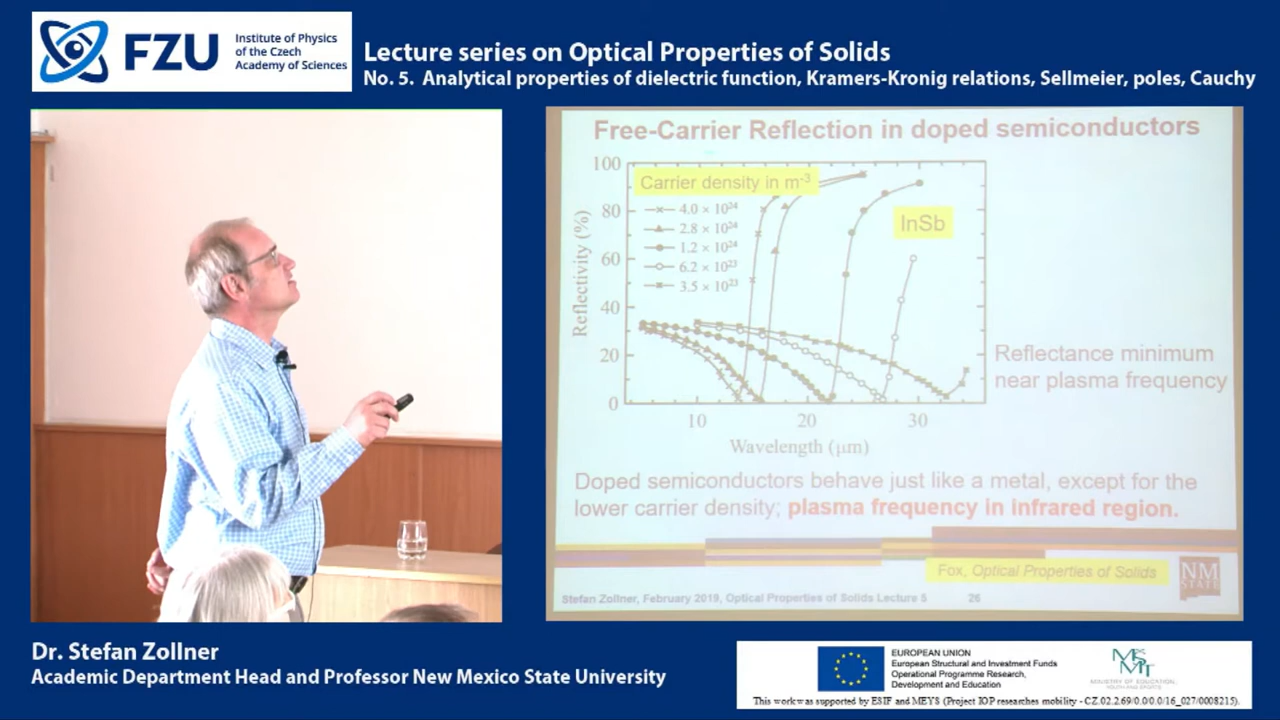 FZU
Institute of Physics
of the Czech
Academy of Sciences
Lecture series on Optical Properties of Solids
No. 5. Analytical properties of dielectric function, Kramers-Kronig relations, Sellmeier, poles, Cauchy
Free-Carrier Reflection in doped semiconductors
100
80
60
40
20
0
Reflectivity (%)
Carrier density in m⁻³
4.0 × 10²⁴
2.8 × 10²⁴
1.2 × 10²⁴
6.2 × 10²³
3.5 × 10²³
InSb
10 20 30
Wavelength (μm)
Reflectance minimum
near plasma frequency
Doped semiconductors behave just like a metal, except for the
lower carrier density; plasma frequency in infrared region.
Fox, Optical Properties of Solids
NM
STATE
Stefan Zollner, February 2019, Optical Properties of Solids Lecture 5 26
Dr. Stefan Zollner
Academic Department Head and Professor New Mexico State University
EUROPEAN UNION
European Structural and Investment Funds
Operational Programme Research,
Development and Education
MINISTRY OF EDUCATION,
YOUTH AND SPORTS
This work was supported by ESIF and MEYS (Project IOP researches mobility - CZ.02.2.69/0.0/0.0/16_027/0008215).